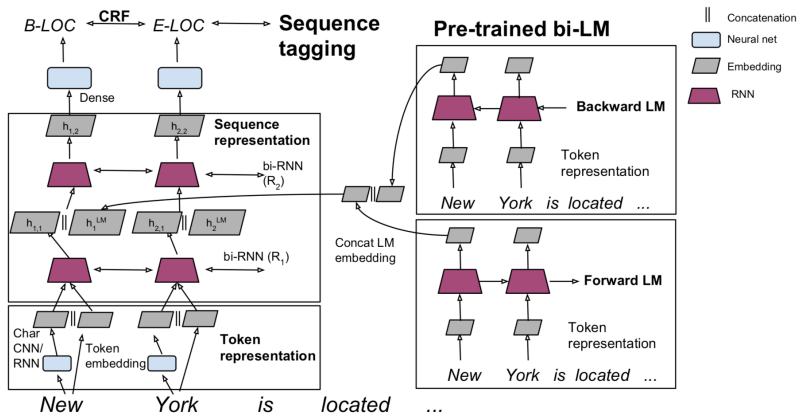 B-LOC CRF E-LOC Sequence tagging
Dense
h1,2 h2,2 Sequence representation
bi-RNN (R2)
h1,1 || h1LM h2,1 || h2LM
bi-RNN (R1)
|| ||
Char CNN/ RNN
Token embedding
Token representation
New York is located ...
||
Concat LM embedding
Pre-trained bi-LM
Backward LM
Token representation
New York is located ...
Forward LM
Token representation
New York is located ...
|| Concatenation
Neural net
Embedding
RNN